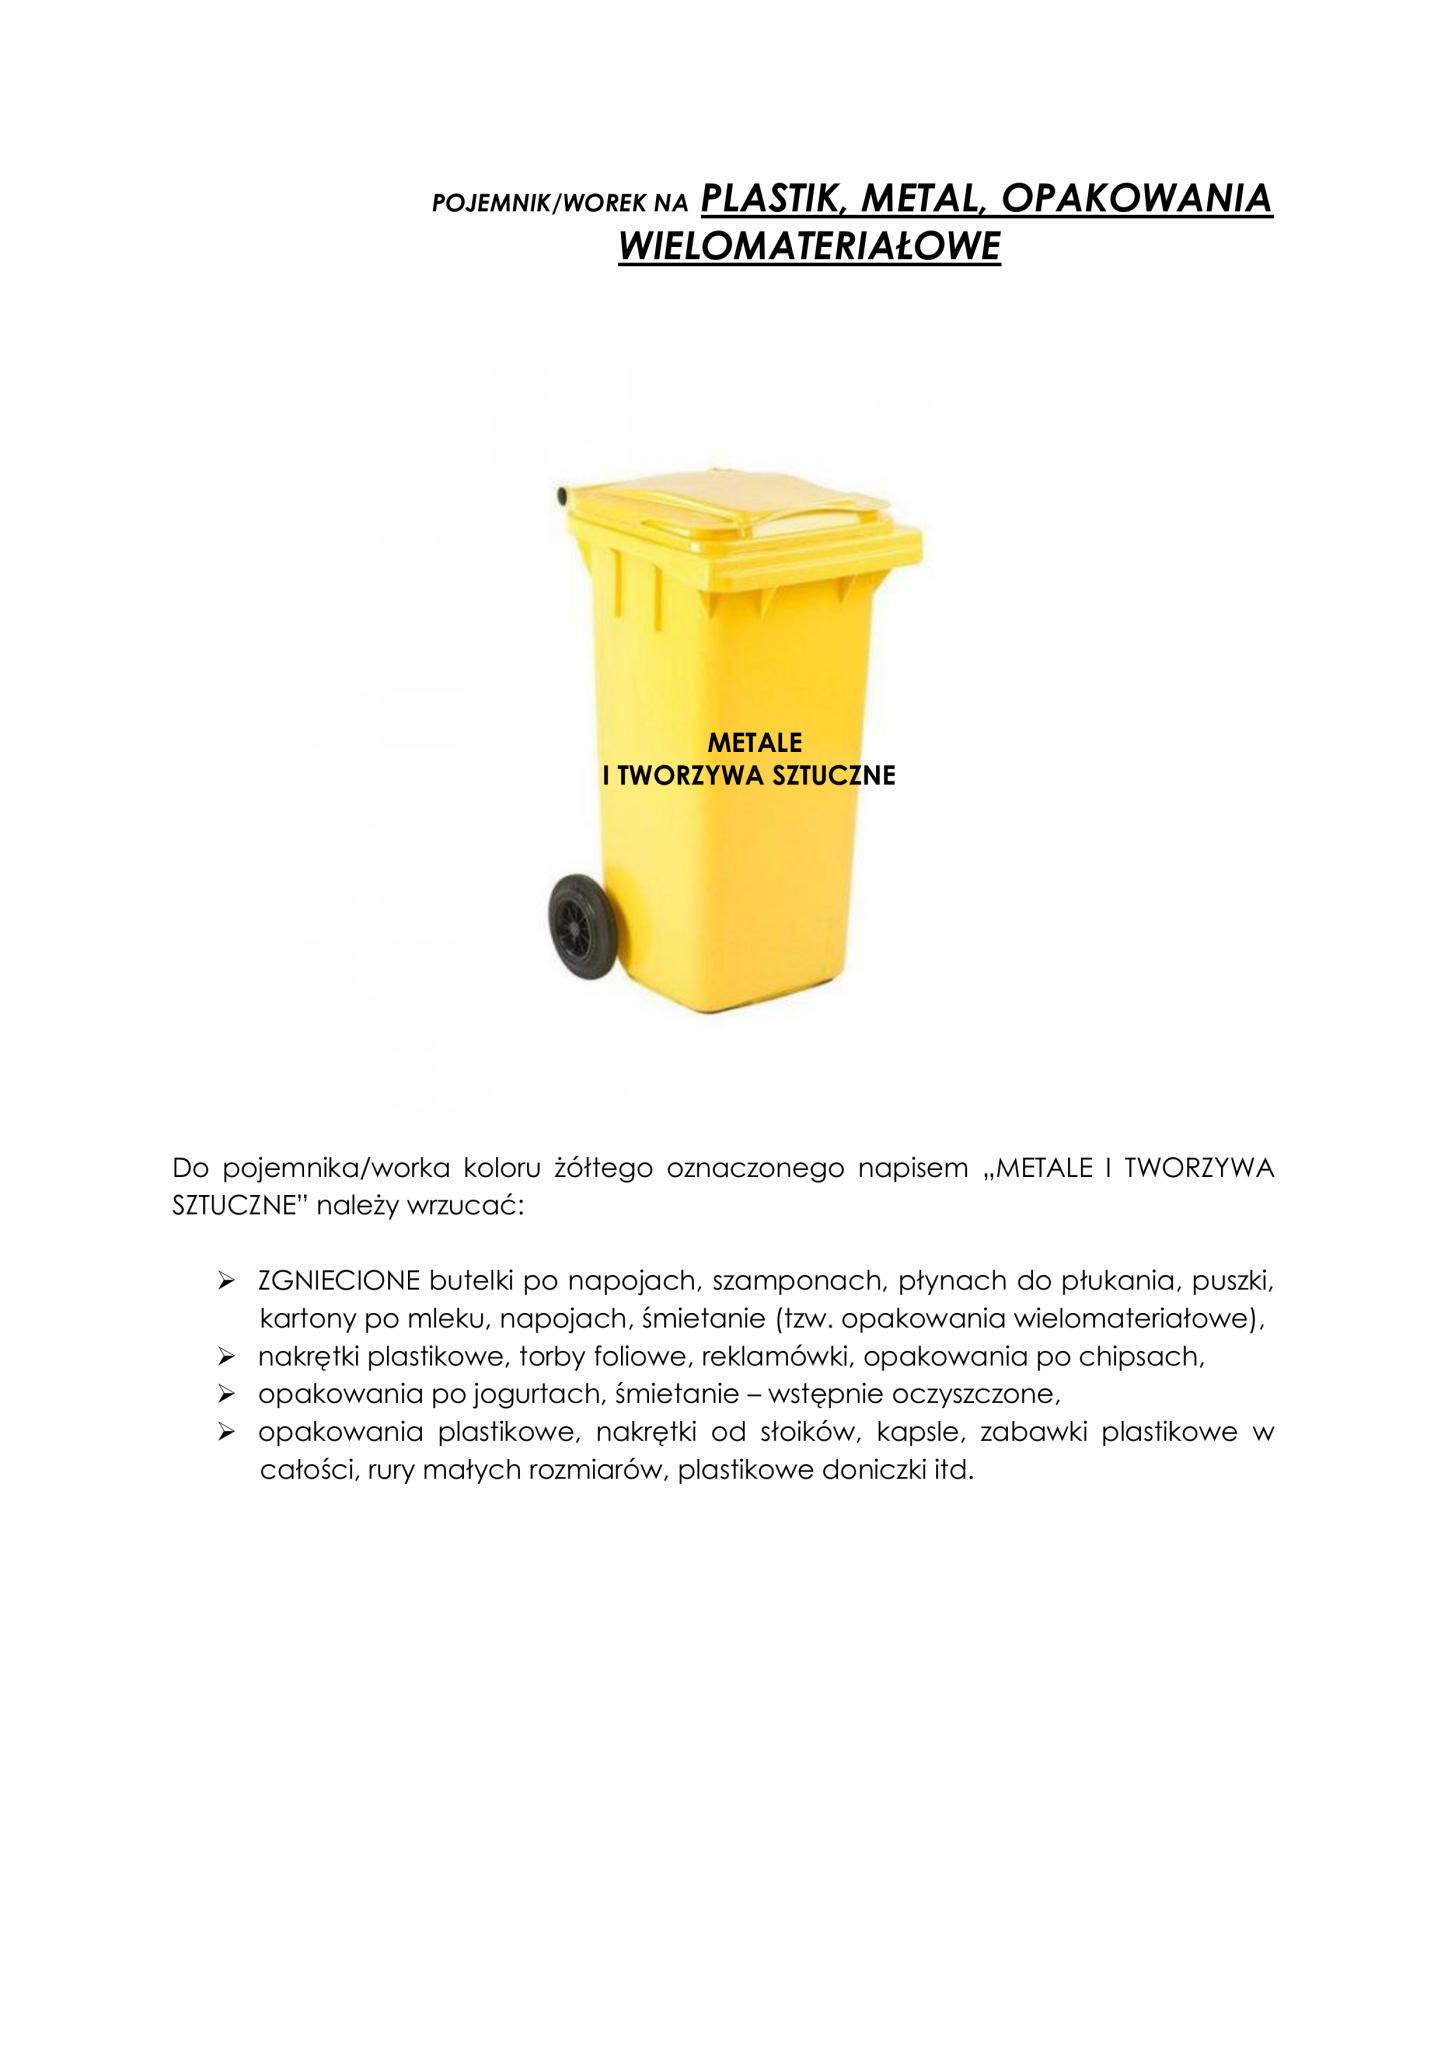 POJEMNIK/WOREK NA PLASTIK, METAL, OPAKOWANIA
WIELOMATERIAŁOWE
METALE
I TWORZYWA SZTUCZNE
Do pojemnika/worka koloru żółtego oznaczonego napisem „METALE I TWORZYWA
SZTUCZNE” należy wrzucać:
➢ ZGNIECIONE butelki po napojach, szamponach, płynach do płukania, puszki,
kartony po mleku, napojach, śmietanie (tzw. opakowania wielomateriałowe),
➢ nakrętki plastikowe, torby foliowe, reklamówki, opakowania po chipsach,
➢ opakowania po jogurtach, śmietanie – wstępnie oczyszczone,
➢ opakowania plastikowe, nakrętki od słoików, kapsle, zabawki plastikowe w
całości, rury małych rozmiarów, plastikowe doniczki itd.